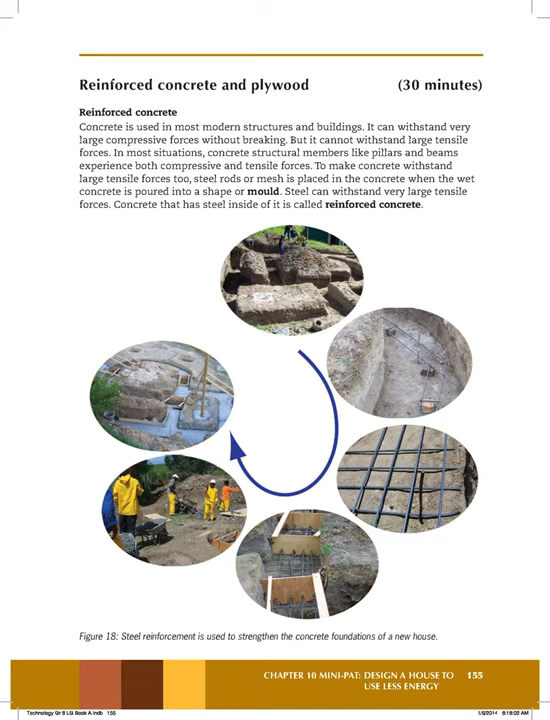 Reinforced concrete and plywood (30 minutes)
Reinforced concrete
Concrete is used in most modern structures and buildings. It can withstand very
large compressive forces without breaking. But it cannot withstand large tensile
forces. In most situations, concrete structural members like pillars and beams
experience both compressive and tensile forces. To make concrete withstand
large tensile forces too, steel rods or mesh is placed in the concrete when the wet
concrete is poured into a shape or mould. Steel can withstand very large tensile
forces. Concrete that has steel inside of it is called reinforced concrete.
Figure 18: Steel reinforcement is used to strengthen the concrete foundations of a new house.
CHAPTER 10 MINI-PAT: DESIGN A HOUSE TO 155
USE LESS ENERGY
Technology Gr 8 LG Book A.indb 155 1/9/2014 8:18:02 AM